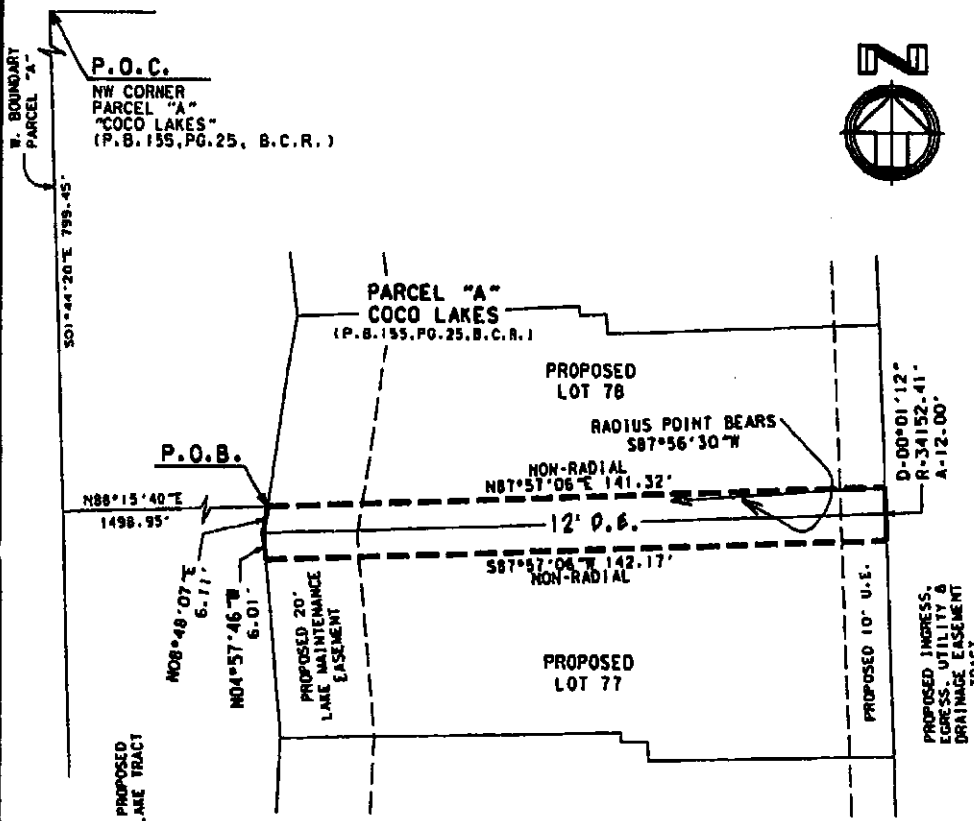 W. BOUNDARY
PARCEL "A"
P.O.C.
NW CORNER
PARCEL "A"
"COCO LAKES"
(P.B.155,PG.25, B.C.R.)
N
S01°44'20"E 799.45'
PARCEL "A"
COCO LAKES
(P.B.155,PG.25,B.C.R.)
PROPOSED
LOT 78
RADIUS POINT BEARS
S87°56'30"W
D-00°01'12"
R-34152.41'
A-12.00'
P.O.B.
NON-RADIAL
N87°57'06"E 141.32'
N88°15'40"E
1498.95'
12' D.E.
S87°57'06"W 142.17'
NON-RADIAL
N08°48'07"E
6.11'
N04°57'46"W
6.01'
PROPOSED 20'
LAKE MAINTENANCE
EASEMENT
PROPOSED
LOT 77
PROPOSED 10' U.E.
PROPOSED INGRESS,
EGRESS, UTILITY &
DRAINAGE EASEMENT
TRACT
PROPOSED
LAKE TRACT